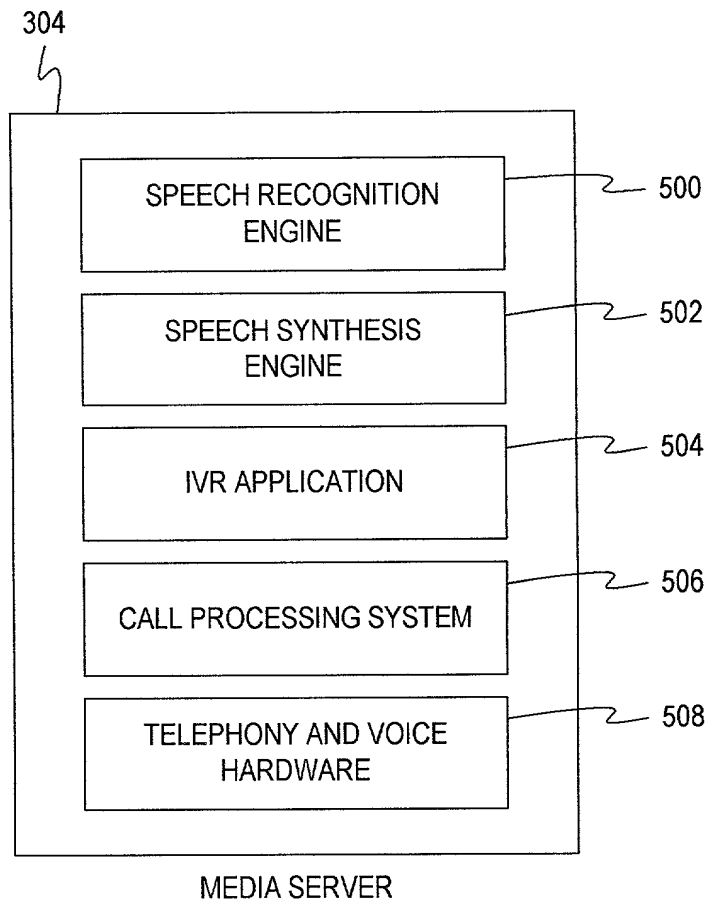 304
SPEECH RECOGNITION
ENGINE
500
SPEECH SYNTHESIS
ENGINE
502
IVR APPLICATION
504
CALL PROCESSING SYSTEM
506
TELEPHONY AND VOICE
HARDWARE
508
MEDIA SERVER